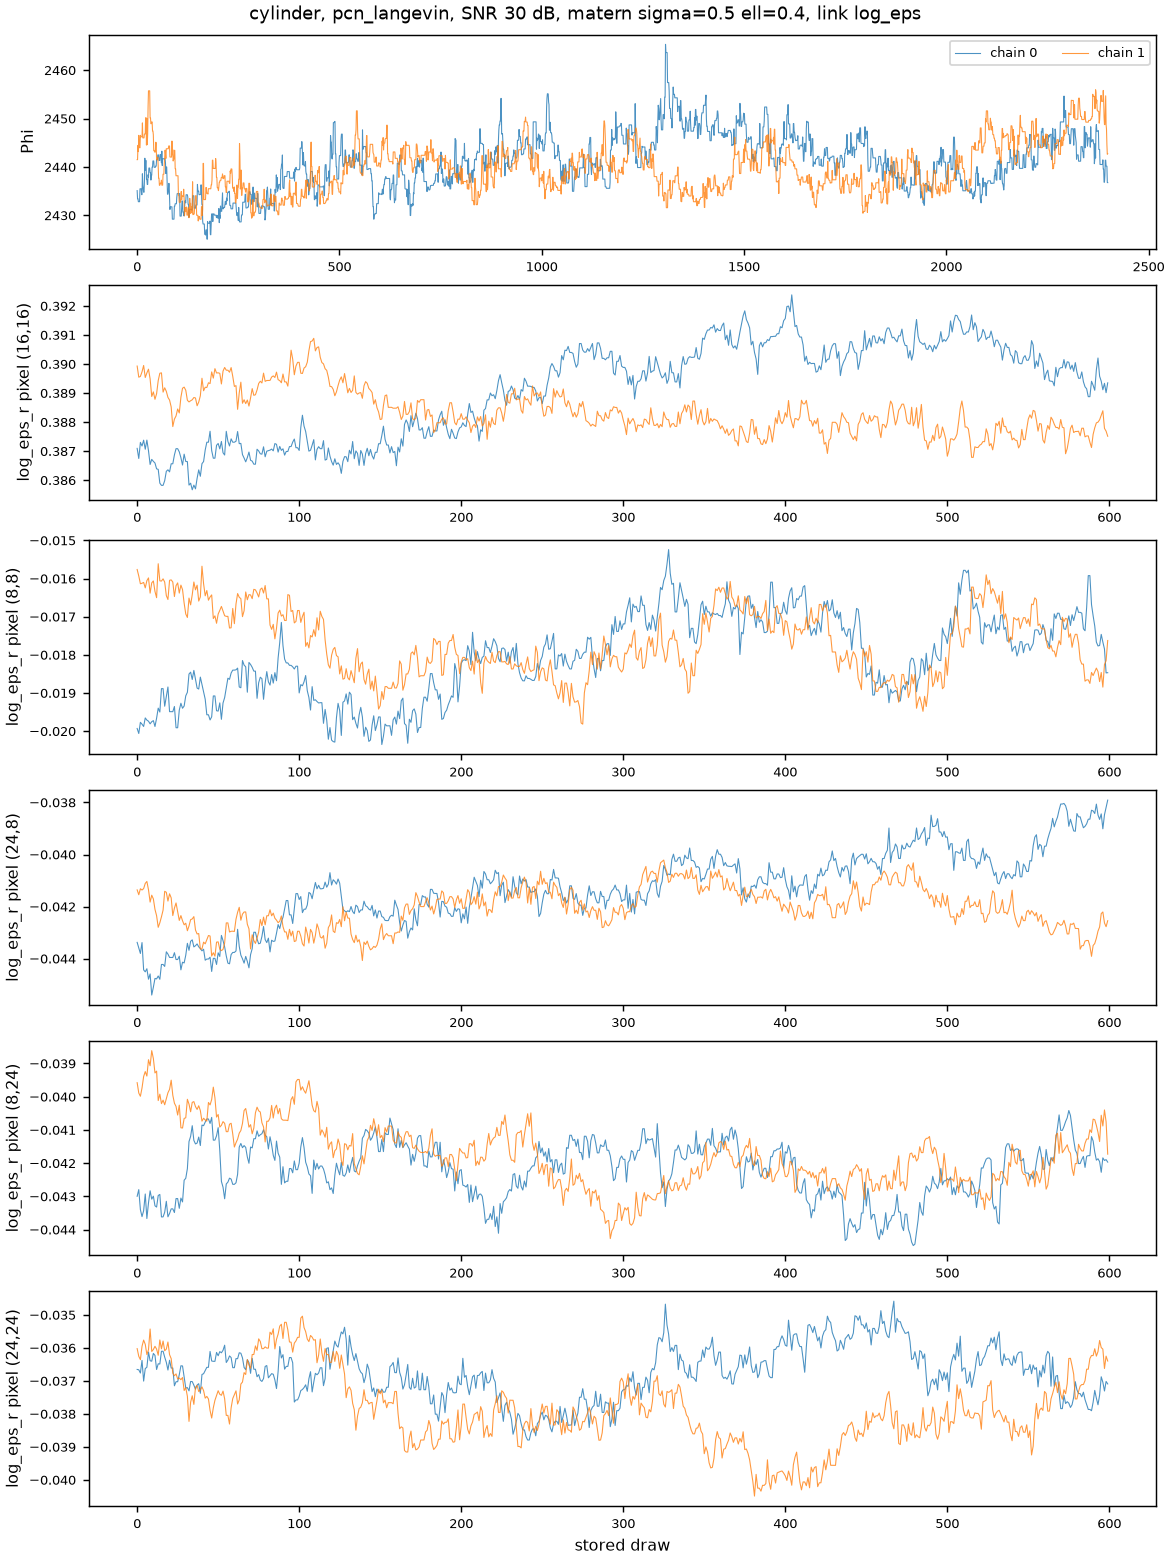 cylinder, pcn_langevin, SNR 30 dB, matern sigma=0.5 ell=0.4, link log_eps
chain 0 chain 1
Phi
2460
2450
2440
2430
0 500 1000 1500 2000 2500
log_eps_r pixel (16,16)
0.392
0.391
0.390
0.389
0.388
0.387
0.386
0 100 200 300 400 500 600
log_eps_r pixel (8,8)
−0.015
−0.016
−0.017
−0.018
−0.019
−0.020
0 100 200 300 400 500 600
log_eps_r pixel (24,8)
−0.038
−0.040
−0.042
−0.044
0 100 200 300 400 500 600
log_eps_r pixel (8,24)
−0.039
−0.040
−0.041
−0.042
−0.043
−0.044
0 100 200 300 400 500 600
log_eps_r pixel (24,24)
−0.035
−0.036
−0.037
−0.038
−0.039
−0.040
0 100 200 300 400 500 600
stored draw